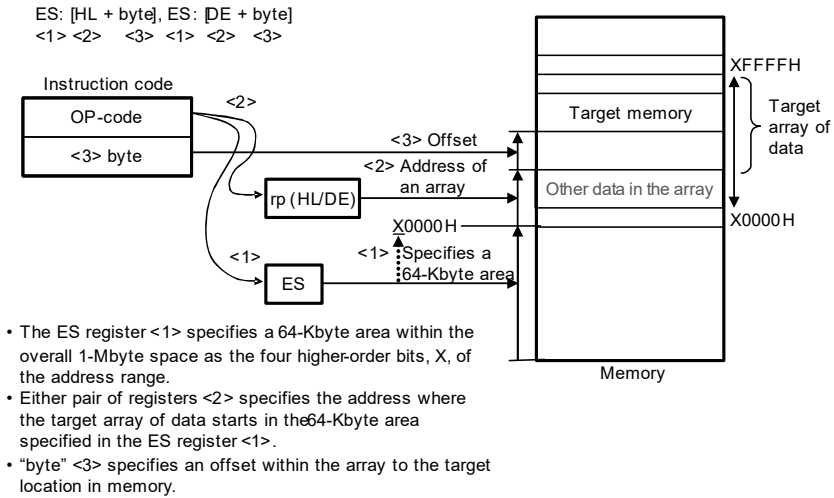 ES: [HL + byte], ES: [DE + byte]
<1> <2> <3> <1> <2> <3>
Instruction code
OP-code
<3> byte
<2>
<3> Offset
<2> Address of
an array
rp (HL/DE)
X0000H
<1>
<1> Specifies a
64-Kbyte area
ES
Target memory
Other data in the array
XFFFFH
Target
array of
data
X0000H
Memory
• The ES register <1> specifies a 64-Kbyte area within the
overall 1-Mbyte space as the four higher-order bits, X, of
the address range.
• Either pair of registers <2> specifies the address where
the target array of data starts in the64-Kbyte area
specified in the ES register <1>.
• “byte” <3> specifies an offset within the array to the target
location in memory.